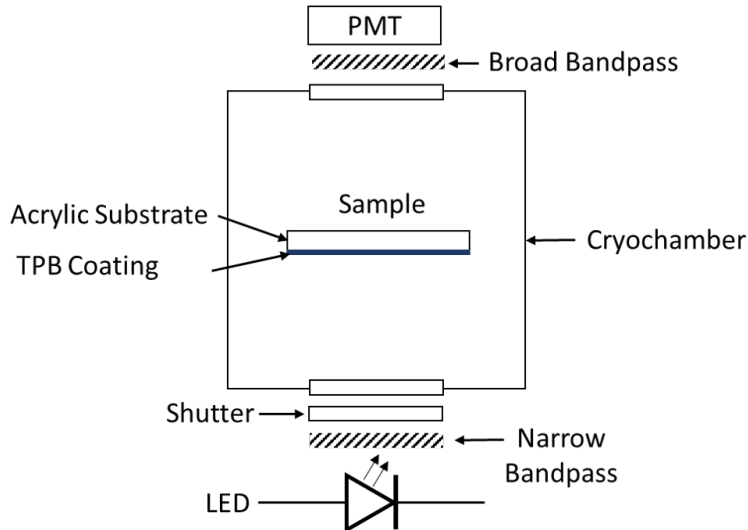 PMT
Broad Bandpass
Sample
Acrylic Substrate
TPB Coating
Cryochamber
Shutter
Narrow
Bandpass
LED